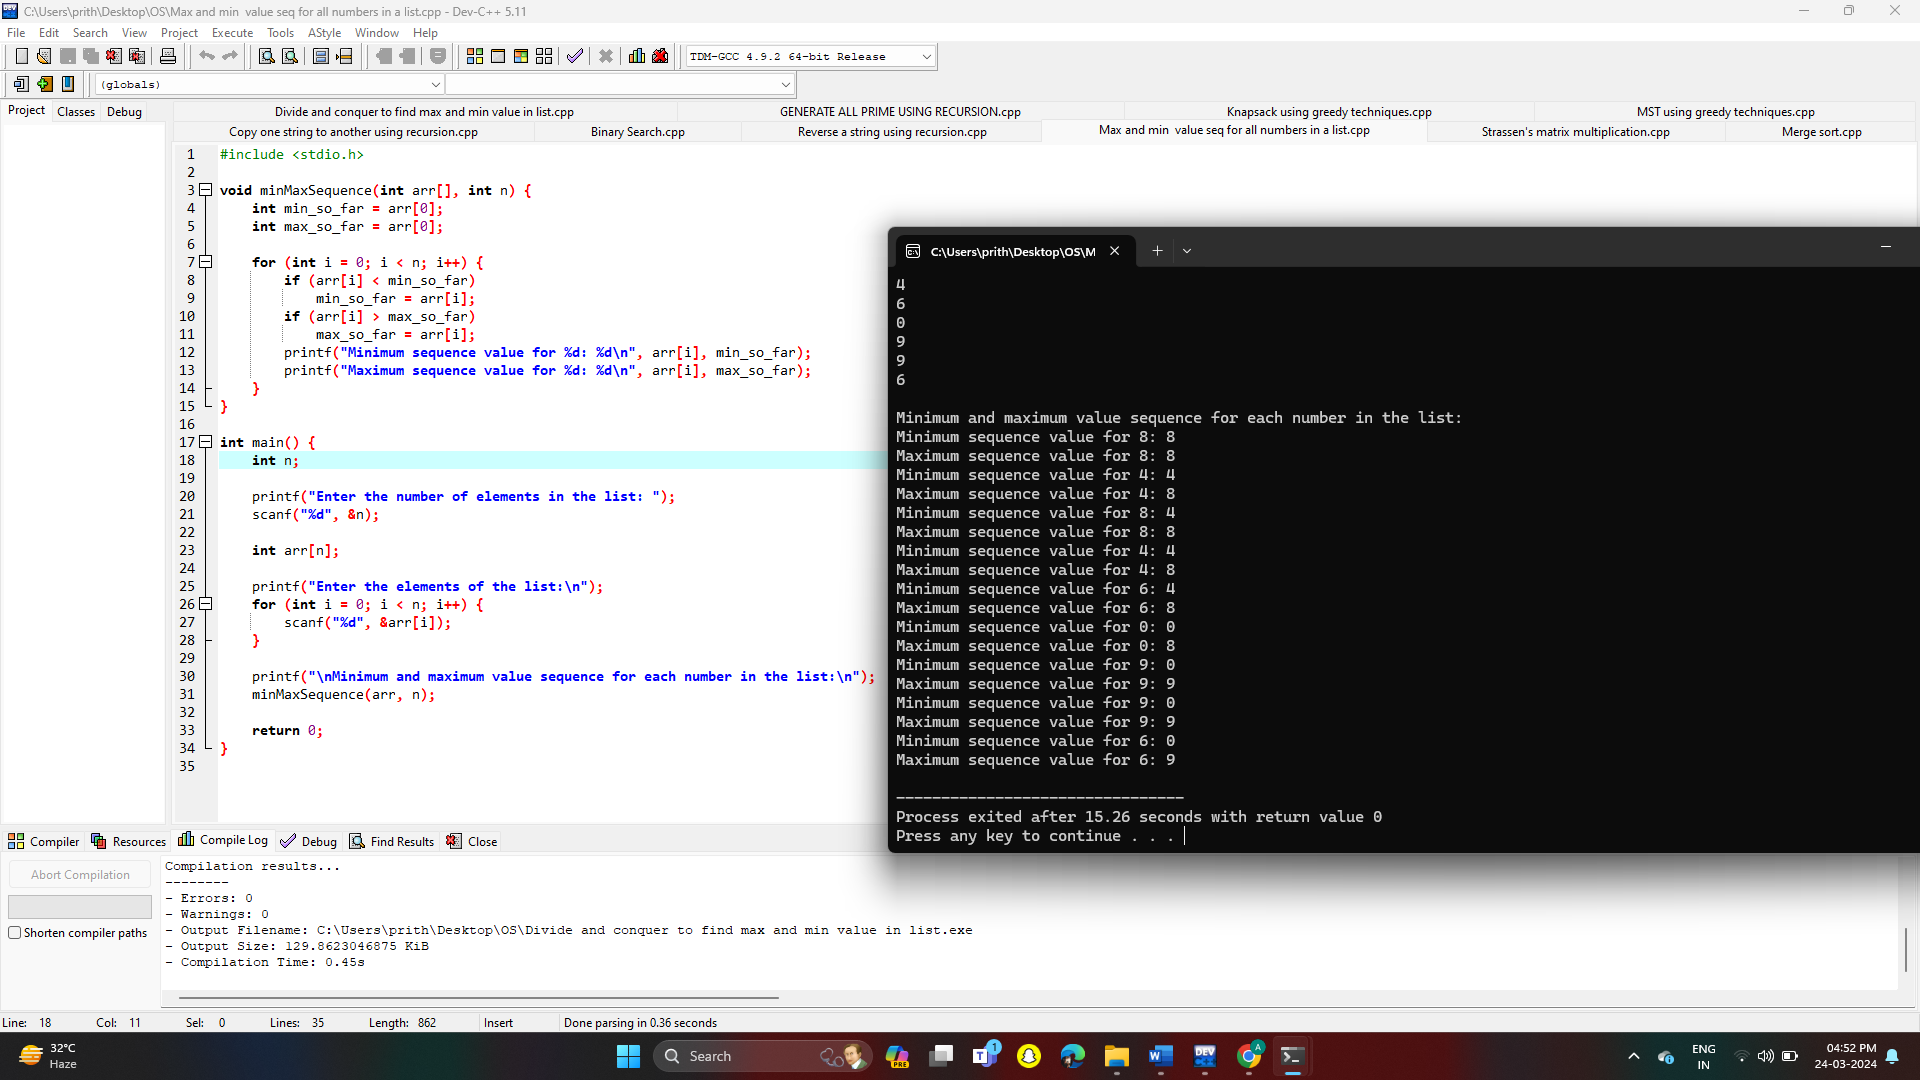 C:\Users\prith\Desktop\OS\Max and min  value seq for all numbers in a list.cpp - Dev-C++ 5.11
File Edit Search View Project Execute Tools AStyle Window Help
TDM-GCC 4.9.2 64-bit Release
(globals)
Project Classes Debug
Divide and conquer to find max and min value in list.cpp GENERATE ALL PRIME USING RECURSION.cpp Knapsack using greedy techniques.cpp MST using greedy techniques.cpp
Copy one string to another using recursion.cpp Binary Search.cpp Reverse a string using recursion.cpp Max and min  value seq for all numbers in a list.cpp Strassen's matrix multiplication.cpp Merge sort.cpp
1 #include <stdio.h>
2
3 void minMaxSequence(int arr[], int n) {
4     int min_so_far = arr[0];
5     int max_so_far = arr[0];
6
7     for (int i = 0; i < n; i++) {
8         if (arr[i] < min_so_far)
9             min_so_far = arr[i];
10         if (arr[i] > max_so_far)
11             max_so_far = arr[i];
12         printf("Minimum sequence value for %d: %d\n", arr[i], min_so_far);
13         printf("Maximum sequence value for %d: %d\n", arr[i], max_so_far);
14     }
15 }
16
17 int main() {
18     int n;
19
20     printf("Enter the number of elements in the list: ");
21     scanf("%d", &n);
22
23     int arr[n];
24
25     printf("Enter the elements of the list:\n");
26     for (int i = 0; i < n; i++) {
27         scanf("%d", &arr[i]);
28     }
29
30     printf("\nMinimum and maximum value sequence for each number in the list:\n");
31     minMaxSequence(arr, n);
32
33     return 0;
34 }
35
C:\Users\prith\Desktop\OS\M
4
6
0
9
9
6
Minimum and maximum value sequence for each number in the list:
Minimum sequence value for 8: 8
Maximum sequence value for 8: 8
Minimum sequence value for 4: 4
Maximum sequence value for 4: 8
Minimum sequence value for 8: 4
Maximum sequence value for 8: 8
Minimum sequence value for 4: 4
Maximum sequence value for 4: 8
Minimum sequence value for 6: 4
Maximum sequence value for 6: 8
Minimum sequence value for 0: 0
Maximum sequence value for 0: 8
Minimum sequence value for 9: 0
Maximum sequence value for 9: 9
Minimum sequence value for 9: 0
Maximum sequence value for 9: 9
Minimum sequence value for 6: 0
Maximum sequence value for 6: 9
--------------------------------
Process exited after 15.26 seconds with return value 0
Press any key to continue . . .
Compiler Resources Compile Log Debug Find Results Close
Abort Compilation
Shorten compiler paths
Compilation results...
--------
- Errors: 0
- Warnings: 0
- Output Filename: C:\Users\prith\Desktop\OS\Divide and conquer to find max and min value in list.exe
- Output Size: 129.8623046875 KiB
- Compilation Time: 0.45s
Line: 18 Col: 11 Sel: 0 Lines: 35 Length: 862 Insert Done parsing in 0.36 seconds
32°C
Haze
Search
PRE
T
1
W
DEV
A
ENG
IN
04:52 PM
24-03-2024